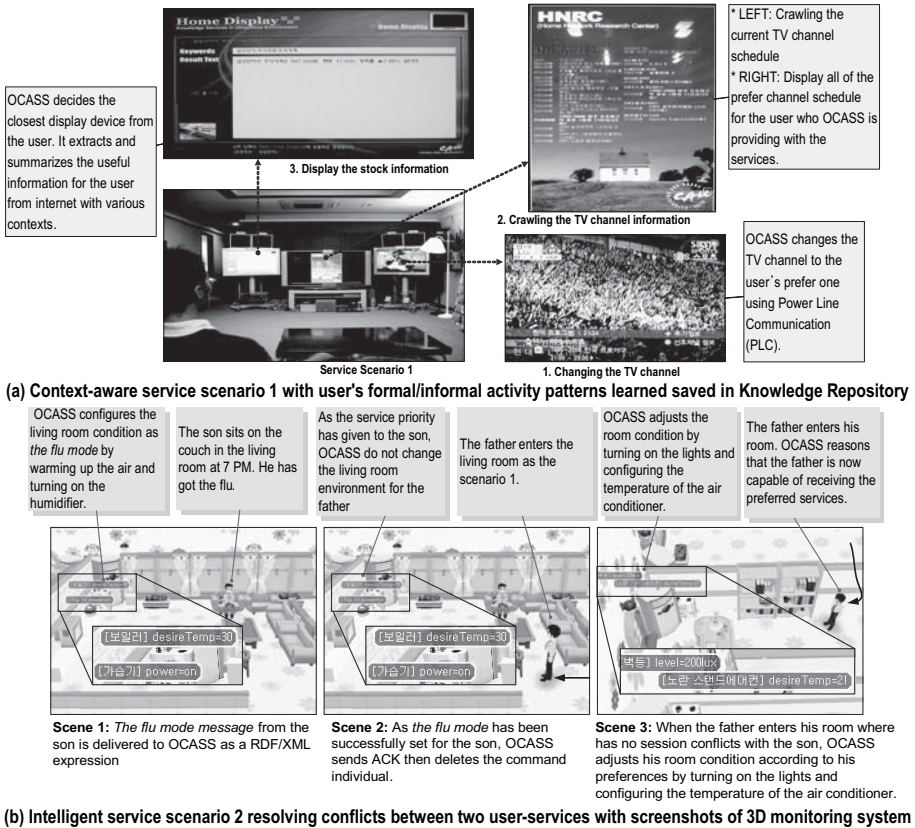 Home Display
Keywords
Result Text
HNRC
(Home Network Research Center)
* LEFT: Crawling the
current TV channel
schedule
* RIGHT: Display all of the
prefer channel schedule
for the user who OCASS is
providing with the
services.
OCASS decides the
closest display device from
the user. It extracts and
summarizes the useful
information for the user
from internet with various
contexts.
3. Display the stock information
2. Crawling the TV channel information
OCASS changes the
TV channel to the
user's prefer one
using Power Line
Communication
(PLC).
Service Scenario 1
1. Changing the TV channel
(a) Context-aware service scenario 1 with user's formal/informal activity patterns learned saved in Knowledge Repository
OCASS configures the
living room condition as
the flu mode by
warming up the air and
turning on the
humidifier.
The son sits on the
couch in the living
room at 7 PM. He has
got the flu.
As the service priority
has given to the son,
OCASS do not change
the living room
environment for the
father
The father enters the
living room as the
scenario 1.
OCASS adjusts the
room condition by
turning on the lights and
configuring the
temperature of the air
conditioner.
The father enters his
room. OCASS reasons
that the father is now
capable of receiving the
preferred services.
[보일러] desireTemp=30
[가습기] power=on
[보일러] desireTemp=30
[가습기] power=on
벽등] level=200lux
[노란 스탠드에어컨] desireTemp=21
Scene 1: The flu mode message from the
son is delivered to OCASS as a RDF/XML
expression
Scene 2: As the flu mode has been
successfully set for the son, OCASS
sends ACK then deletes the command
individual.
Scene 3: When the father enters his room where
has no session conflicts with the son, OCASS
adjusts his room condition according to his
preferences by turning on the lights and
configuring the temperature of the air conditioner.
(b) Intelligent service scenario 2 resolving conflicts between two user-services with screenshots of 3D monitoring system